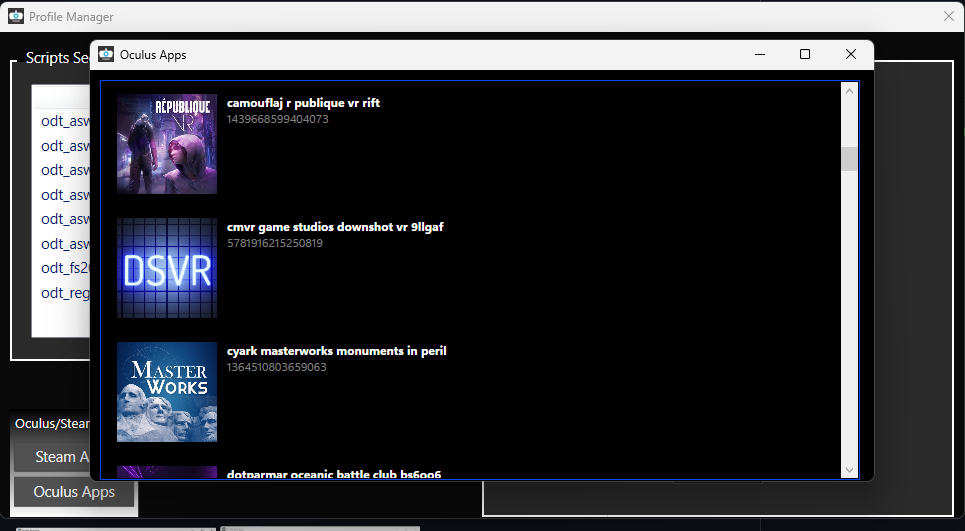 Profile Manager
Oculus Apps
Scripts Se
odt_asw
odt_asw
odt_asw
odt_asw
odt_asw
odt_asw
odt_fs2
odt_reg
RÉPUBLIQUE
VR
camouflaj r publique vr rift
1439668599404073
DSVR
cmvr game studios downshot vr 9llgaf
5781916215250819
MASTER
WORKS
cyark masterworks monuments in peril
1364510803659063
dotparmar oceanic battle club bs6oo6
Oculus/Stear
Steam A
Oculus Apps